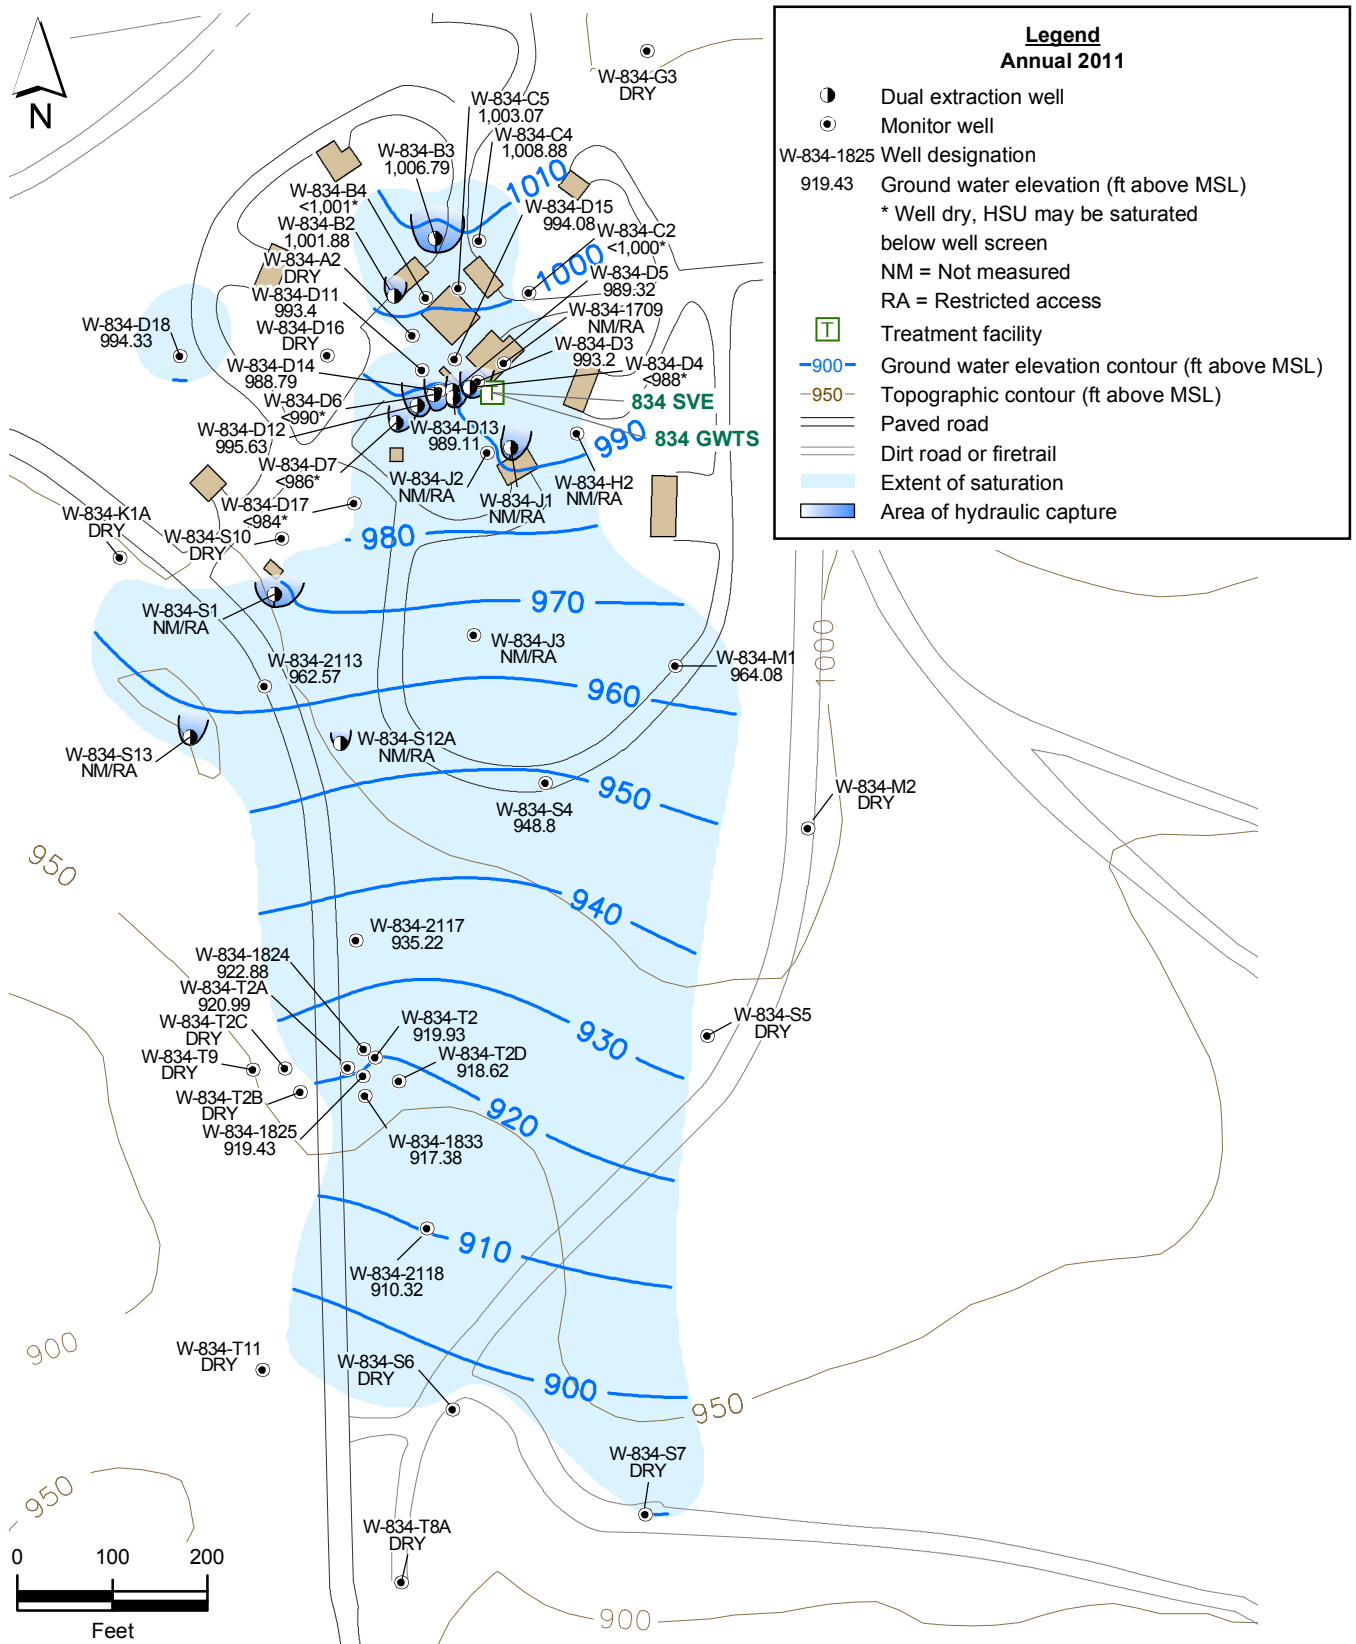 Legend
Annual 2011
Dual extraction well
Monitor well
W-834-1825 Well designation
919.43 Ground water elevation (ft above MSL)
* Well dry, HSU may be saturated
below well screen
NM = Not measured
RA = Restricted access
T Treatment facility
900 Ground water elevation contour (ft above MSL)
950 Topographic contour (ft above MSL)
Paved road
Dirt road or firetrail
Extent of saturation
Area of hydraulic capture
N
W-834-G3
DRY
W-834-C5
1,003.07
W-834-C4
1,008.88
W-834-B3
1,006.79
1010
W-834-B4
<1,001*
W-834-D15
994.08
W-834-B2
1,001.88
W-834-C2
<1,000*
W-834-A2
DRY
1000
W-834-D5
989.32
W-834-D11
993.4
W-834-1709
NM/RA
W-834-D18
994.33
W-834-D16
DRY
W-834-D3
993.2
W-834-D14
988.79
W-834-D4
<988*
W-834-D6
<990*
T
834 SVE
W-834-D12
995.63
W-834-D13
989.11
990
834 GWTS
W-834-D7
<986*
W-834-J2
NM/RA
W-834-H2
NM/RA
W-834-J1
NM/RA
W-834-D17
<984*
W-834-K1A
DRY
W-834-S10
DRY
980
W-834-S1
NM/RA
970
W-834-J3
NM/RA
1001
W-834-2113
962.57
W-834-M1
964.08
960
W-834-S13
NM/RA
W-834-S12A
NM/RA
950
W-834-S4
948.8
W-834-M2
DRY
950
940
W-834-2117
935.22
W-834-1824
922.88
W-834-T2A
920.99
W-834-T2C
DRY
W-834-T2
919.93
W-834-S5
DRY
930
W-834-T9
DRY
W-834-T2D
918.62
W-834-T2B
DRY
920
W-834-1825
919.43
W-834-1833
917.38
910
W-834-2118
910.32
900
W-834-T11
DRY
W-834-S6
DRY
900
950
W-834-S7
DRY
950
W-834-T8A
DRY
0 100 200
Feet
900